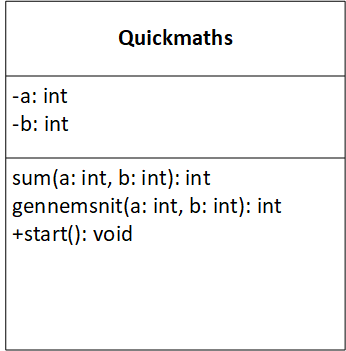 Quickmaths
-a: int
-b: int
sum(a: int, b: int): int
gennemsnit(a: int, b: int): int
+start(): void